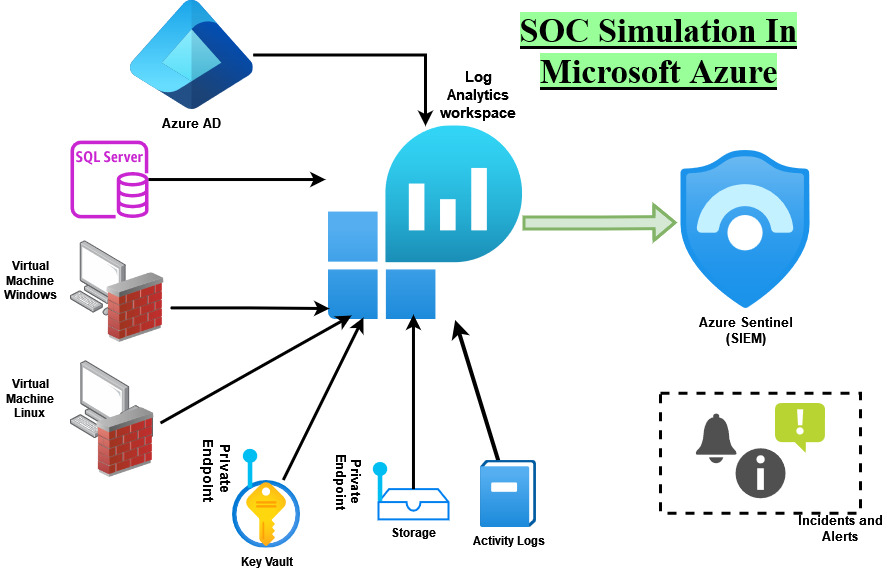 SOC Simulation In
Microsoft Azure
Log
Analytics
workspace
Azure AD
SQL Server
Virtual
Machine
Windows
Azure Sentinel
(SIEM)
Virtual
Machine
Linux
Private
Endpoint
Key Vault
Private
Endpoint
Storage
Activity Logs
Incidents and
Alerts